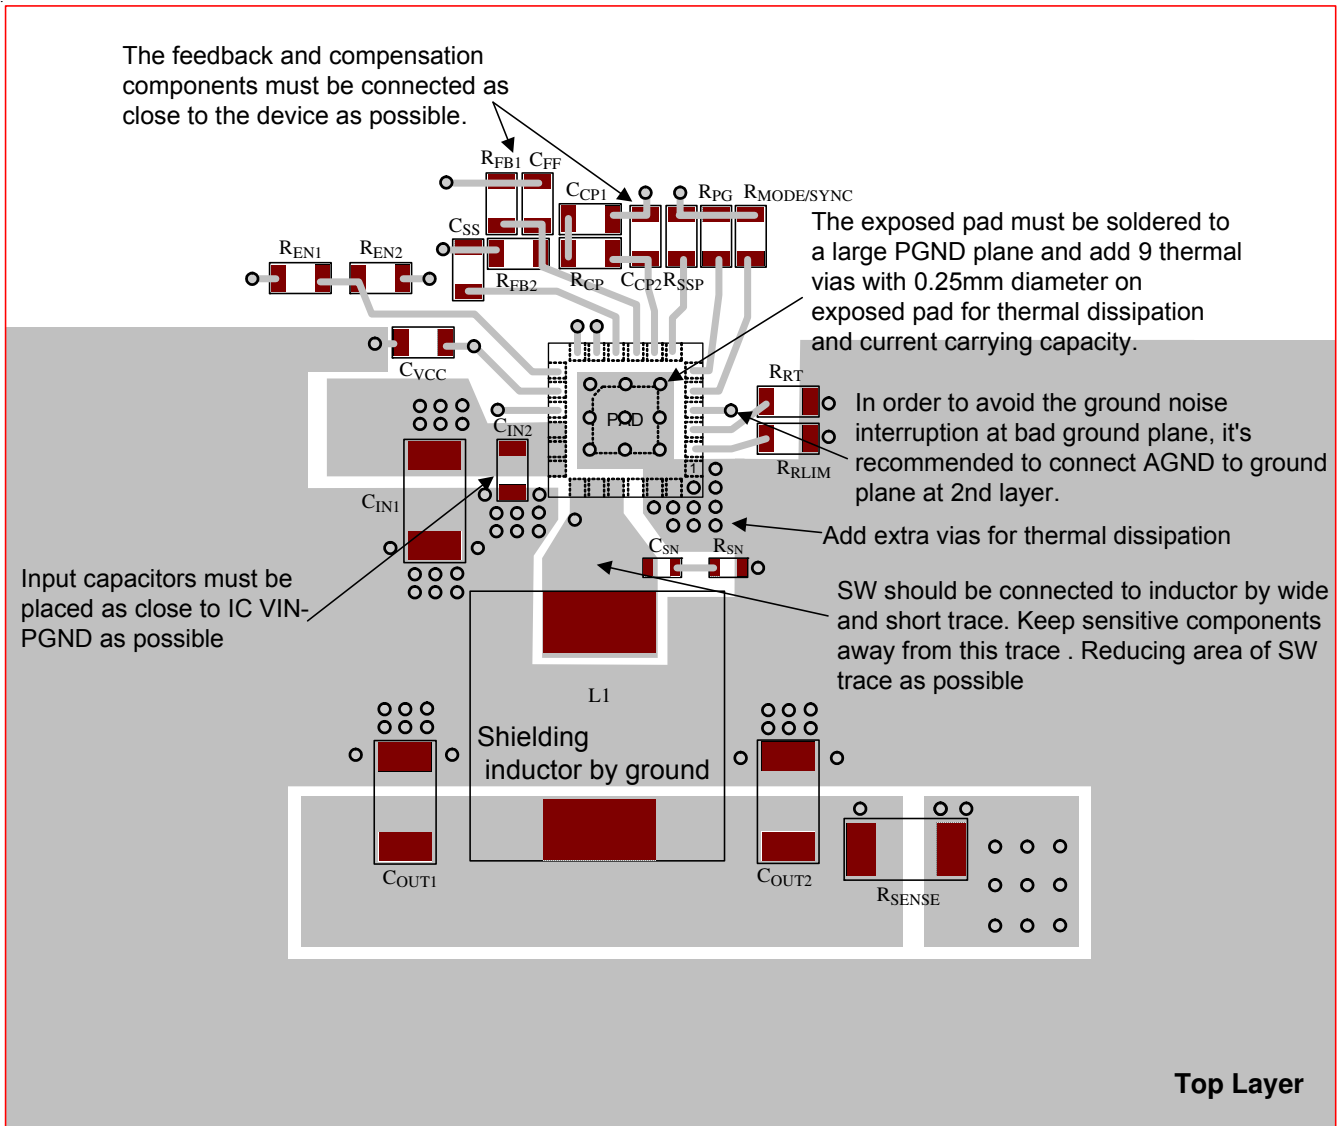 The feedback and compensation
components must be connected as
close to the device as possible.
RFB1
CFF
CCP1
RPG
RMODE/SYNC
CSS
REN1
REN2
RFB2
RCP
CCP2
RSSP
The exposed pad must be soldered to
a large PGND plane and add 9 thermal
vias with 0.25mm diameter on
exposed pad for thermal dissipation
and current carrying capacity.
CVCC
RRT
PAD
CIN2
In order to avoid the ground noise
interruption at bad ground plane, it's
recommended to connect AGND to ground
plane at 2nd layer.
1
RRLIM
CIN1
Add extra vias for thermal dissipation
CSN
RSN
Input capacitors must be
placed as close to IC VIN-
PGND as possible
SW should be connected to inductor by wide
and short trace. Keep sensitive components
away from this trace . Reducing area of SW
trace as possible
L1
Shielding
inductor by ground
COUT1
COUT2
RSENSE
Top Layer